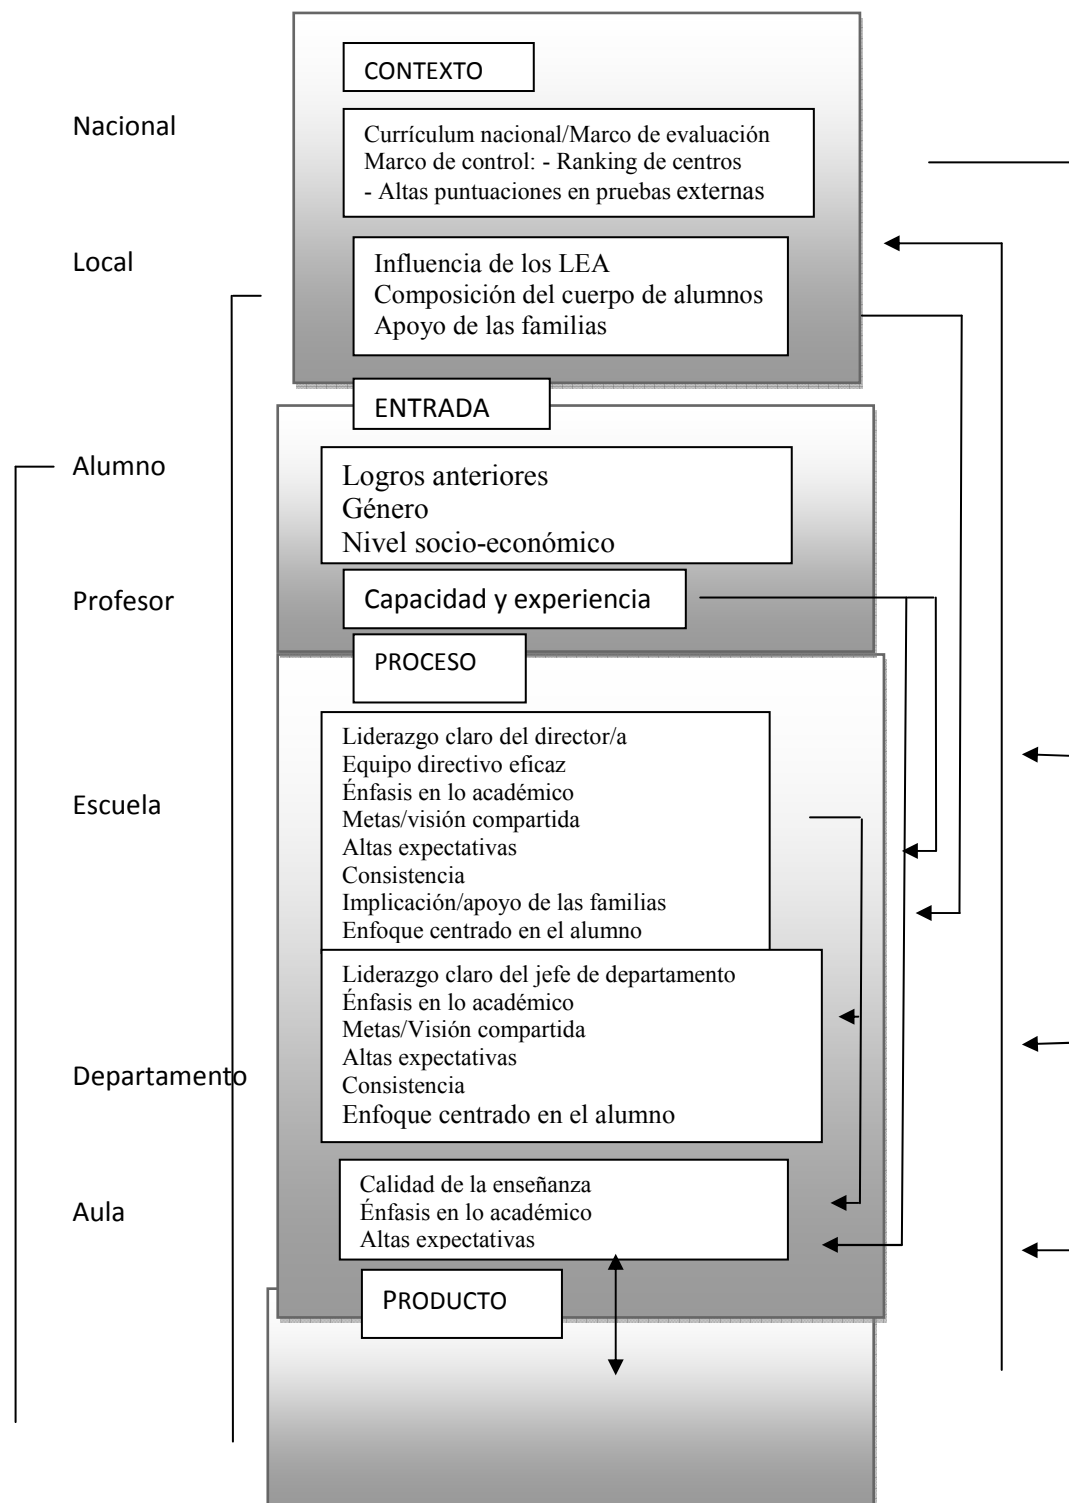 CONTEXTO
Nacional
Currículum nacional/Marco de evaluación
Marco de control: - Ranking de centros
- Altas puntuaciones en pruebas externas
Local
Influencia de los LEA
Composición del cuerpo de alumnos
Apoyo de las familias
ENTRADA
Alumno
Logros anteriores
Género
Nivel socio-económico
Profesor
Capacidad y experiencia
PROCESO
Escuela
Liderazgo claro del director/a
Equipo directivo eficaz
Énfasis en lo académico
Metas/visión compartida
Altas expectativas
Consistencia
Implicación/apoyo de las familias
Enfoque centrado en el alumno
Departamento
Liderazgo claro del jefe de departamento
Énfasis en lo académico
Metas/Visión compartida
Altas expectativas
Consistencia
Enfoque centrado en el alumno
Aula
Calidad de la enseñanza
Énfasis en lo académico
Altas expectativas
PRODUCTO